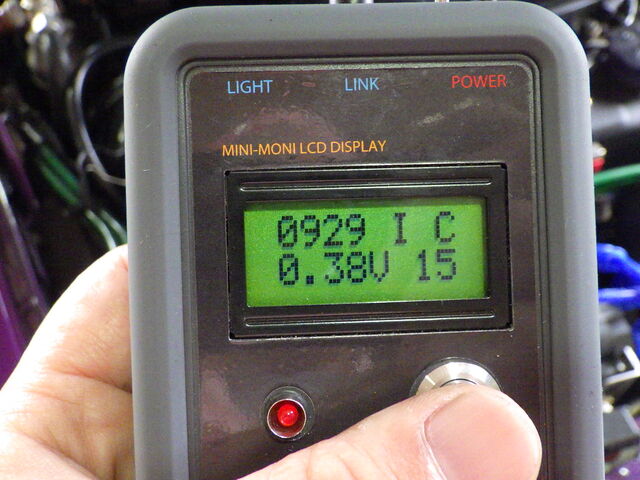 LIGHT LINK POWER
MINI-MONI LCD DISPLAY
0929 I C
0.38V 15